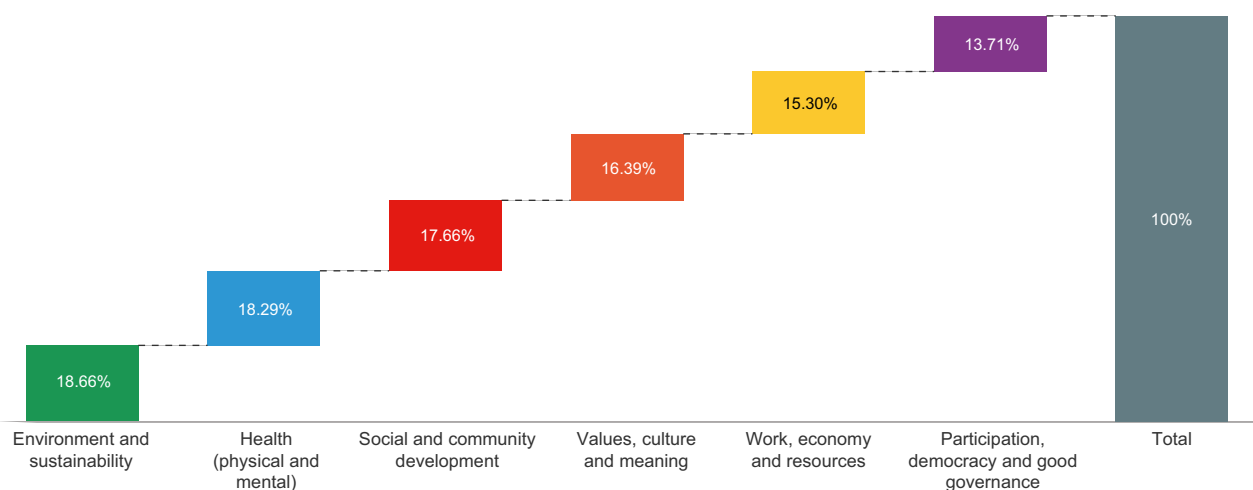 13.71%
15.30%
16.39%
100%
17.66%
18.29%
18.66%
Environment and
sustainability
Health
(physical and
mental)
Social and community
development
Values, culture
and meaning
Work, economy
and resources
Participation,
democracy and good
governance
Total